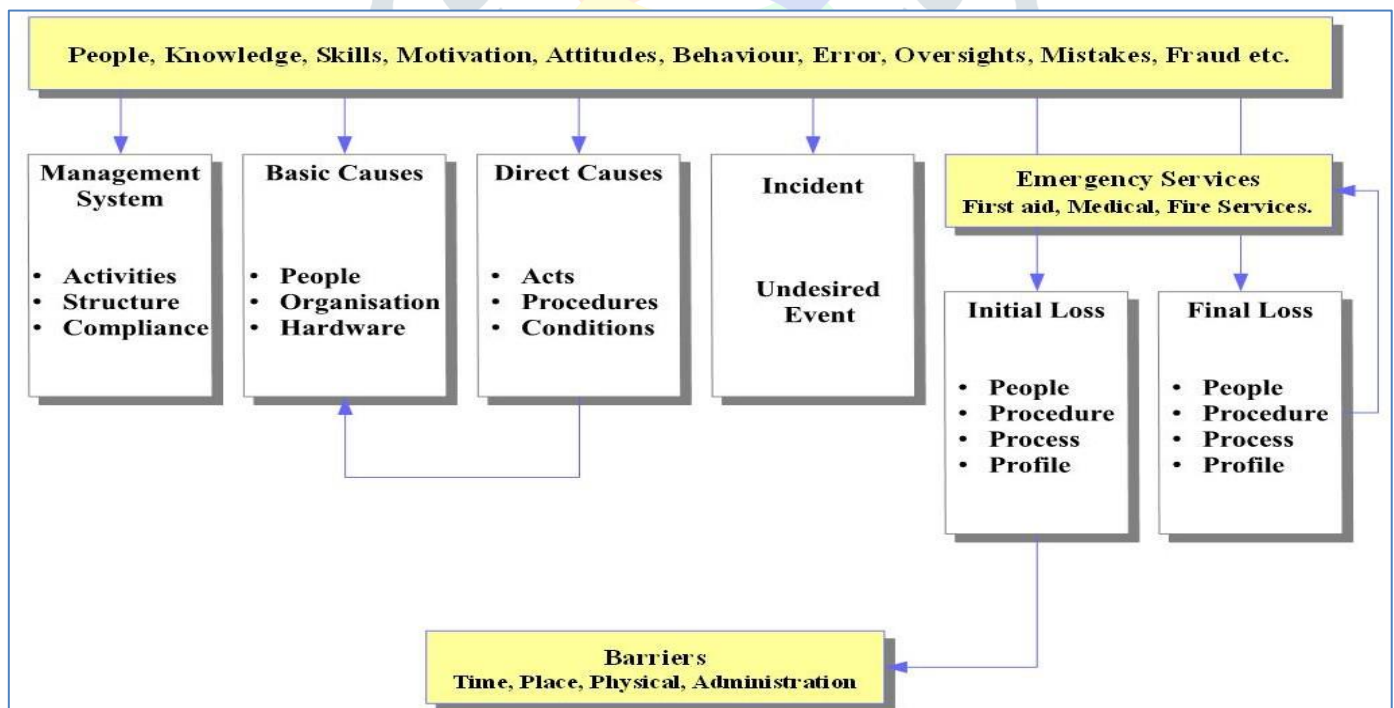 People, Knowledge, Skills, Motivation, Attitudes, Behaviour, Error, Oversights, Mistakes, Fraud etc.
Management
System
• Activities
• Structure
• Compliance
Basic Causes
• People
• Organisation
• Hardware
Direct Causes
• Acts
• Procedures
• Conditions
Incident
Undesired
Event
Emergency Services
First aid, Medical, Fire Services.
Initial Loss
• People
• Procedure
• Process
• Profile
Final Loss
• People
• Procedure
• Process
• Profile
Barriers
Time, Place, Physical, Administration